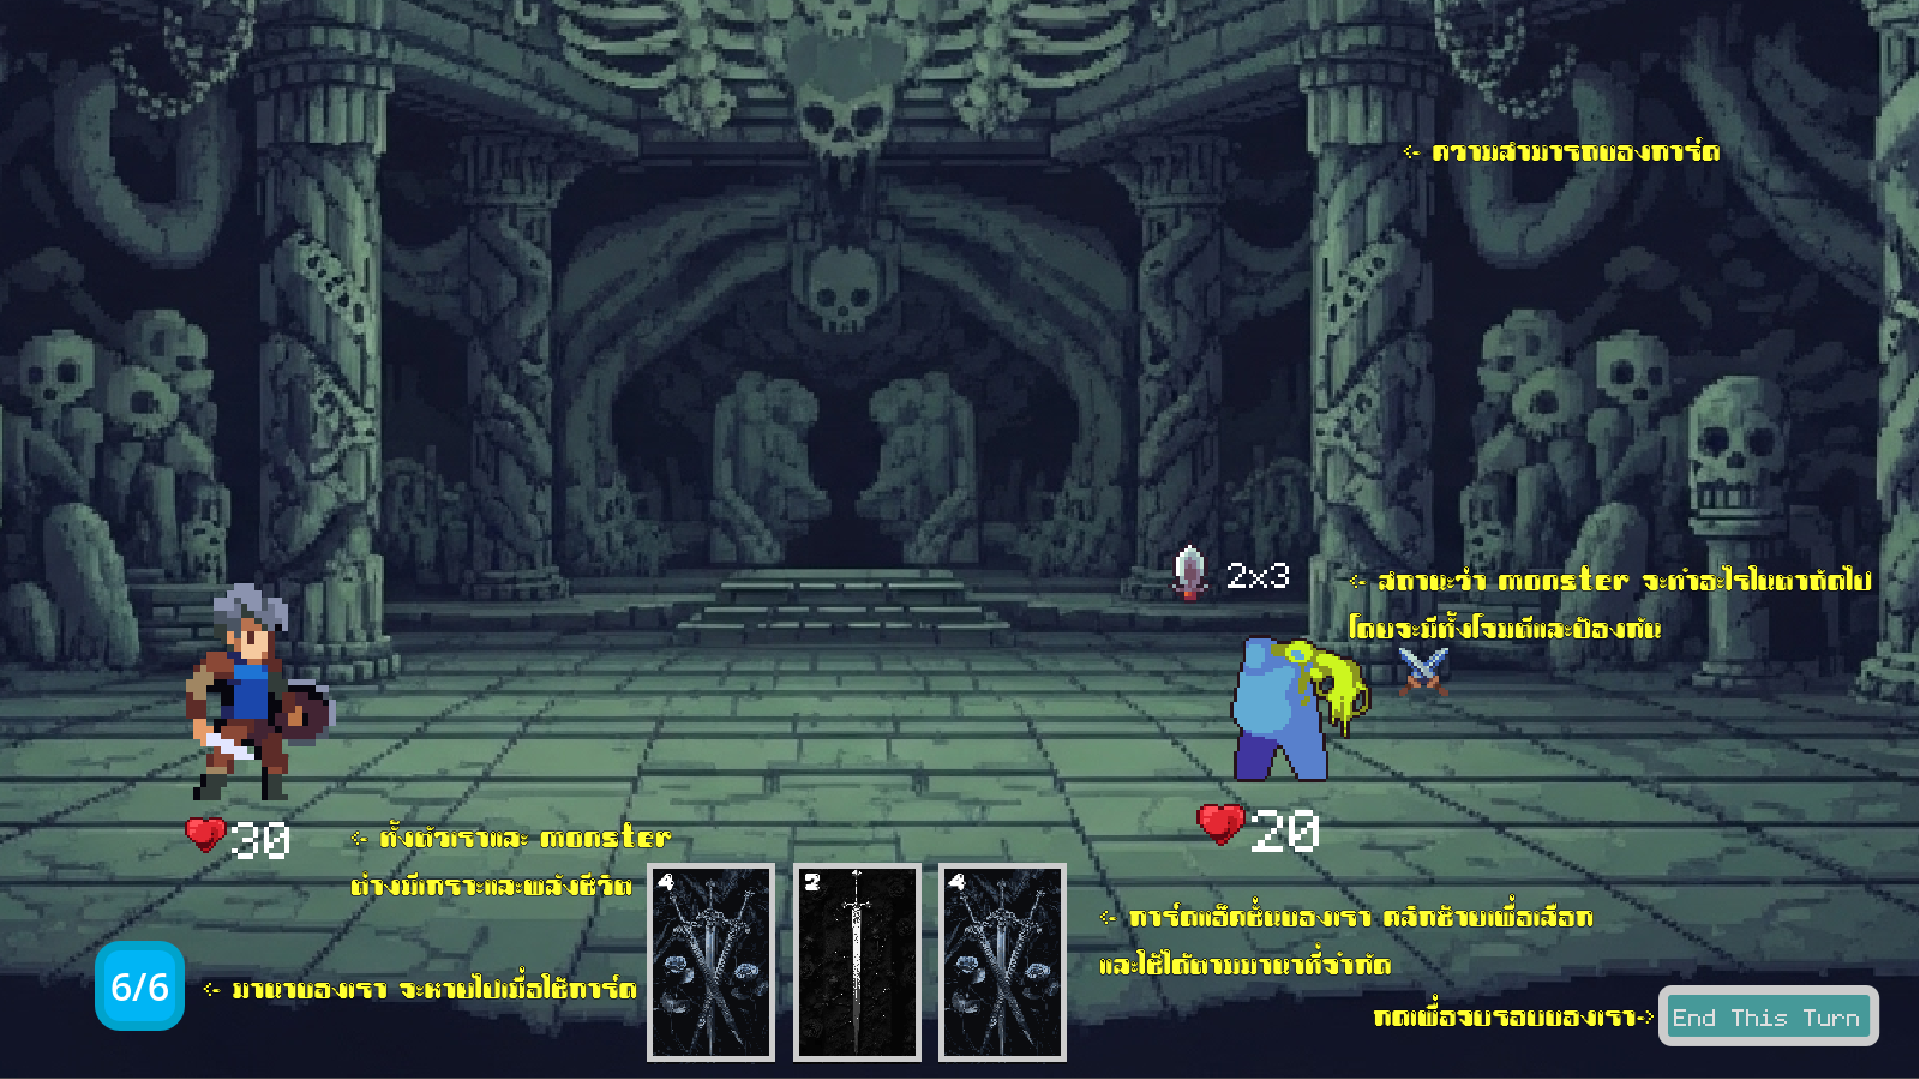 <- ความสามารถของการ์ด
2x3
<- สถานะว่า monster จะทำอะไรในตาถัดไป
โดยจะมีทั้งโจมตีและป้องกัน
30
20
<- ทั้งตัวเราและ monster
ต่างมีเกราะและพลังชีวิต
4
2
4
<- การ์ดแอ็คชั่นของเรา คลิกซ้ายเพื่อเลือก
และใช้ได้ตามมานาที่จำกัด
6/6
<- มานาของเรา จะหายไปเมื่อใช้การ์ด
กดเพื่อจบรอบของเรา->
End This Turn